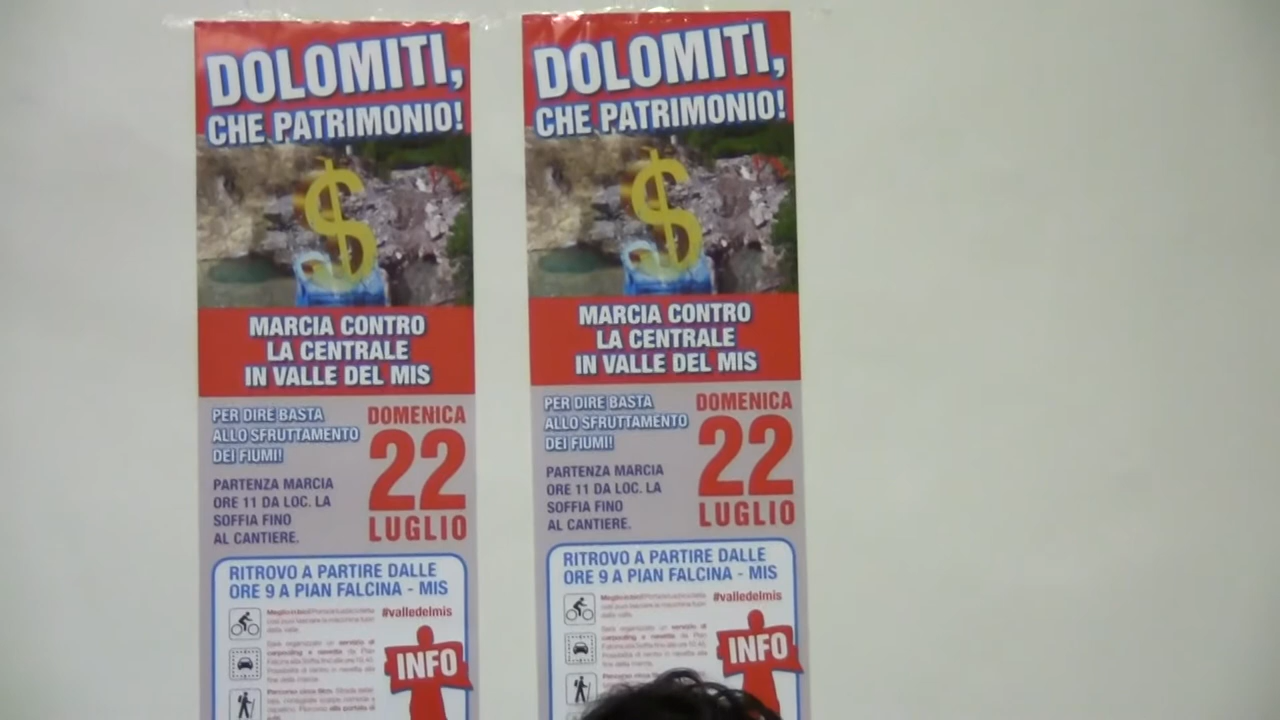 DOLOMITI,
CHE PATRIMONIO!
$
MARCIA CONTRO
LA CENTRALE
IN VALLE DEL MIS
PER DIRE BASTA
ALLO SFRUTTAMENTO
DEI FIUMI!
PARTENZA MARCIA
ORE 11 DA LOC. LA
SOFFIA FINO
AL CANTIERE.
DOMENICA
22
LUGLIO
RITROVO A PARTIRE DALLE
ORE 9 A PIAN FALCINA - MIS
#valledelmis
INFO
DOLOMITI,
CHE PATRIMONIO!
$
MARCIA CONTRO
LA CENTRALE
IN VALLE DEL MIS
PER DIRE BASTA
ALLO SFRUTTAMENTO
DEI FIUMI!
PARTENZA MARCIA
ORE 11 DA LOC. LA
SOFFIA FINO
AL CANTIERE.
DOMENICA
22
LUGLIO
RITROVO A PARTIRE DALLE
ORE 9 A PIAN FALCINA - MIS
#valledelmis
INFO